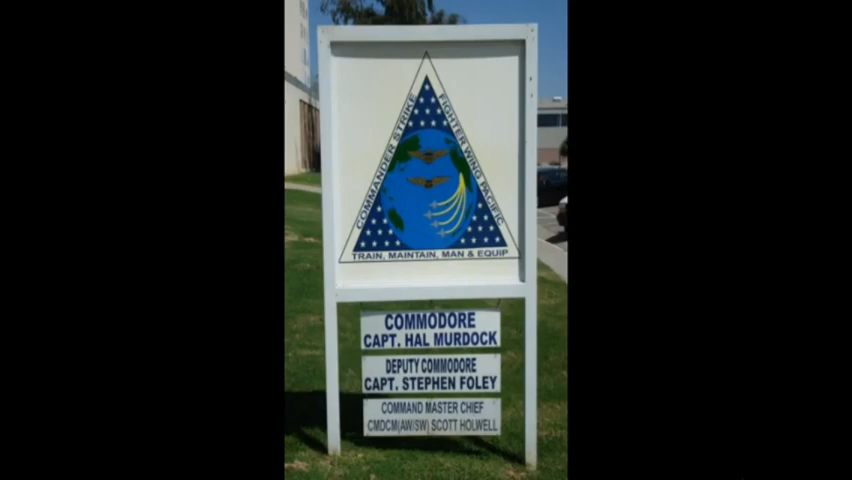 COMMANDER STRIKE
FIGHTER WING PACIFIC
TRAIN, MAINTAIN, MAN & EQUIP
COMMODORE
CAPT. HAL MURDOCK
DEPUTY COMMODORE
CAPT. STEPHEN FOLEY
COMMAND MASTER CHIEF
CMDCM(AW/SW) SCOTT HOLWELL